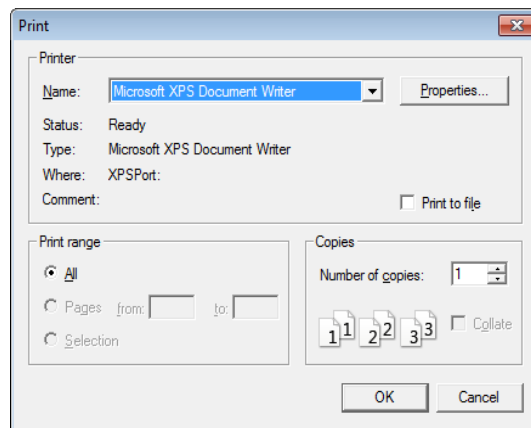 Print
Printer
Name: Microsoft XPS Document Writer Properties...
Status: Ready
Type: Microsoft XPS Document Writer
Where: XPSPort:
Comment: Print to file
Print range
All
Pages from: to:
Selection
Copies
Number of copies: 1
1 1 2 2 3 3 Collate
OK Cancel